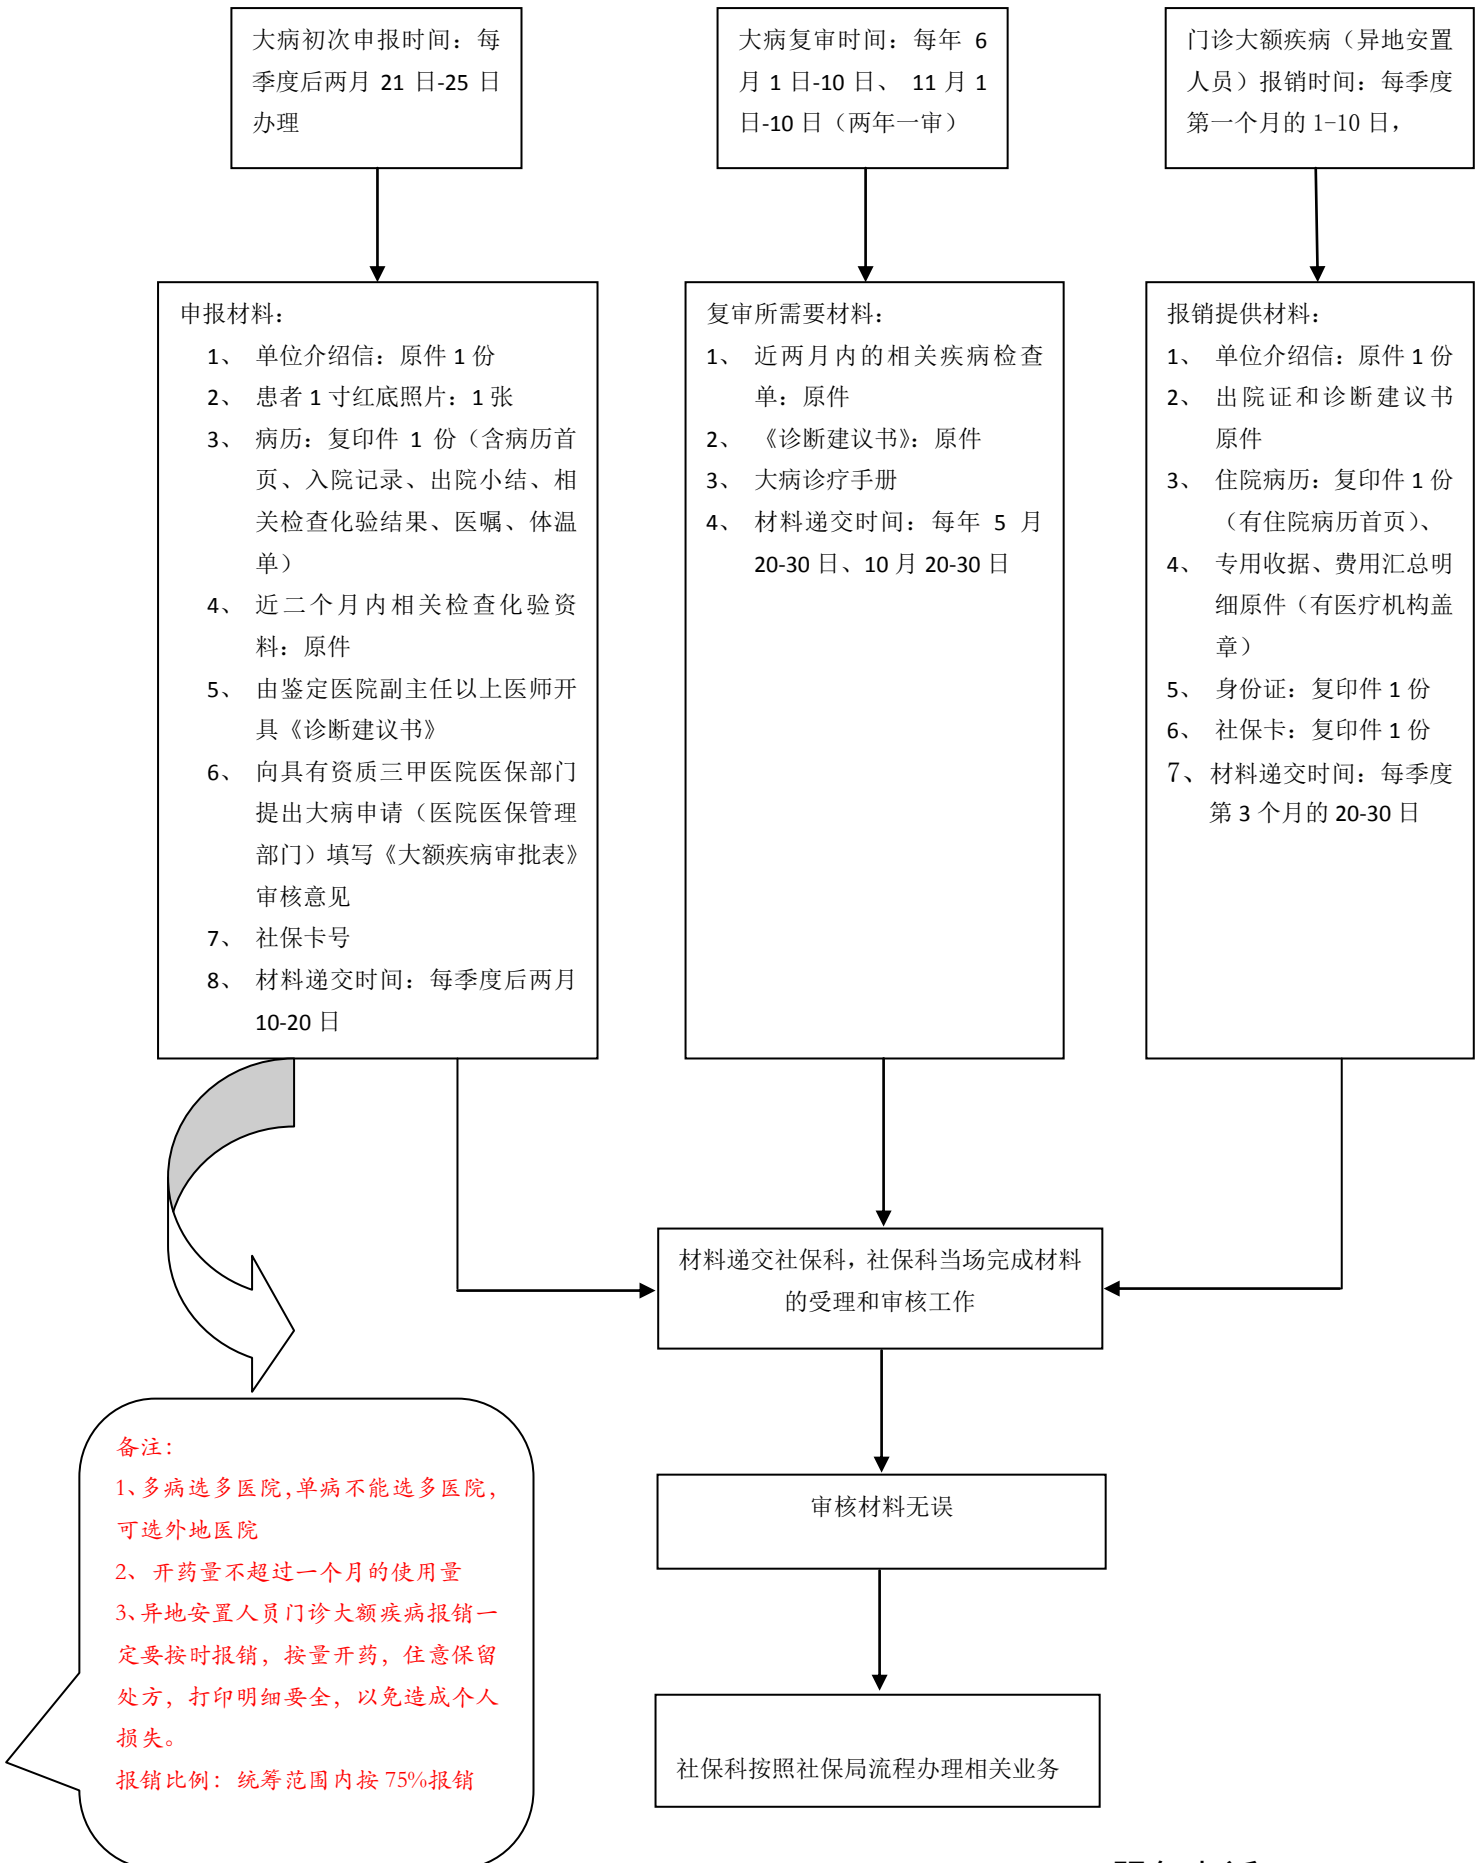 大病初次申报时间：每
季度后两月 21 日-25 日
办理
大病复审时间：每年 6
月 1 日-10 日、 11 月 1
日-10 日（两年一审）
门诊大额疾病（异地安置
人员）报销时间：每季度
第一个月的 1-10 日，
申报材料：
1、 单位介绍信：原件 1 份
2、 患者 1 寸红底照片：1 张
3、 病历：复印件 1 份（含病历首
页、入院记录、出院小结、相
关检查化验结果、医嘱、体温
单）
4、 近二个月内相关检查化验资
料：原件
5、 由鉴定医院副主任以上医师开
具《诊断建议书》
6、 向具有资质三甲医院医保部门
提出大病申请（医院医保管理
部门）填写《大额疾病审批表》
审核意见
7、 社保卡号
8、 材料递交时间：每季度后两月
10-20 日
复审所需要材料：
1、 近两月内的相关疾病检查
单：原件
2、 《诊断建议书》：原件
3、 大病诊疗手册
4、 材料递交时间：每年 5 月
20-30 日、10 月 20-30 日
报销提供材料：
1、 单位介绍信：原件 1 份
2、 出院证和诊断建议书
原件
3、 住院病历：复印件 1 份
（有住院病历首页）、
4、 专用收据、费用汇总明
细原件（有医疗机构盖
章）
5、 身份证：复印件 1 份
6、 社保卡：复印件 1 份
7、材料递交时间：每季度
第 3 个月的 20-30 日
材料递交社保科，社保科当场完成材料
的受理和审核工作
审核材料无误
社保科按照社保局流程办理相关业务
备注：
1、多病选多医院，单病不能选多医院，
可选外地医院
2、 开药量不超过一个月的使用量
3、异地安置人员门诊大额疾病报销一
定要按时报销，按量开药，住意保留
处方，打印明细要全，以免造成个人
损失。
报销比例：统筹范围内按 75%报销